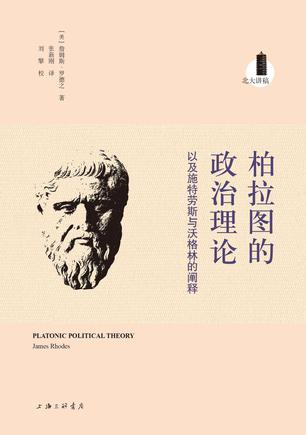 柏拉图的
政治理论
以及施特劳斯与沃格林的阐释
[美] 詹姆斯·罗德之 著
张新刚 译
刘擎 校
北大讲稿
PLATONIC POLITICAL THEORY
James Rhodes
上海三联书店